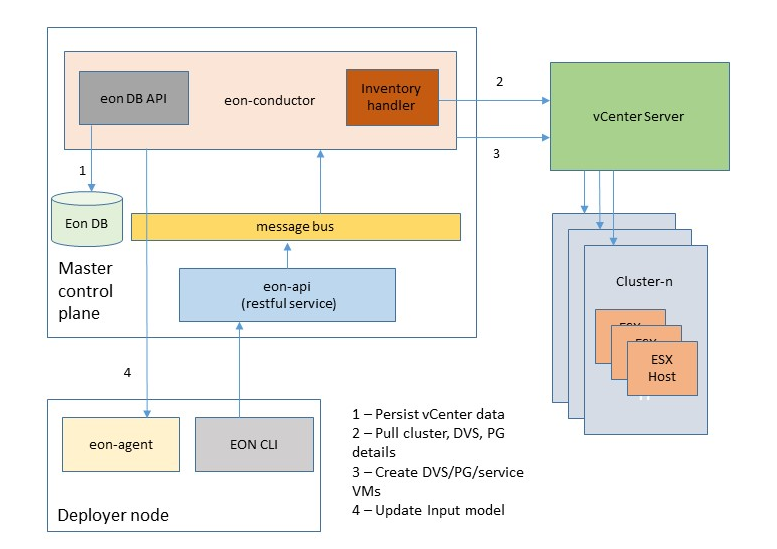 eon DB API
eon-conductor
Inventory
handler
2
vCenter Server
3
1
Eon DB
message bus
Master
control
plane
eon-api
(restful service)
Cluster-n
ESX
ESX
ESX
Host
4
eon-agent
EON CLI
Deployer node
1 – Persist vCenter data
2 – Pull cluster, DVS, PG
details
3 – Create DVS/PG/service
VMs
4 – Update Input model